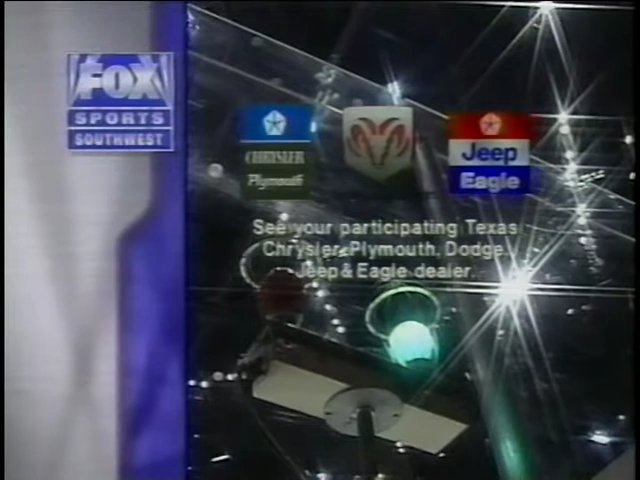 FOX
SPORTS
SOUTHWEST
CHRYSLER
Plymouth
Jeep
Eagle
See your participating Texas
Chrysler, Plymouth, Dodge,
Jeep & Eagle dealer.